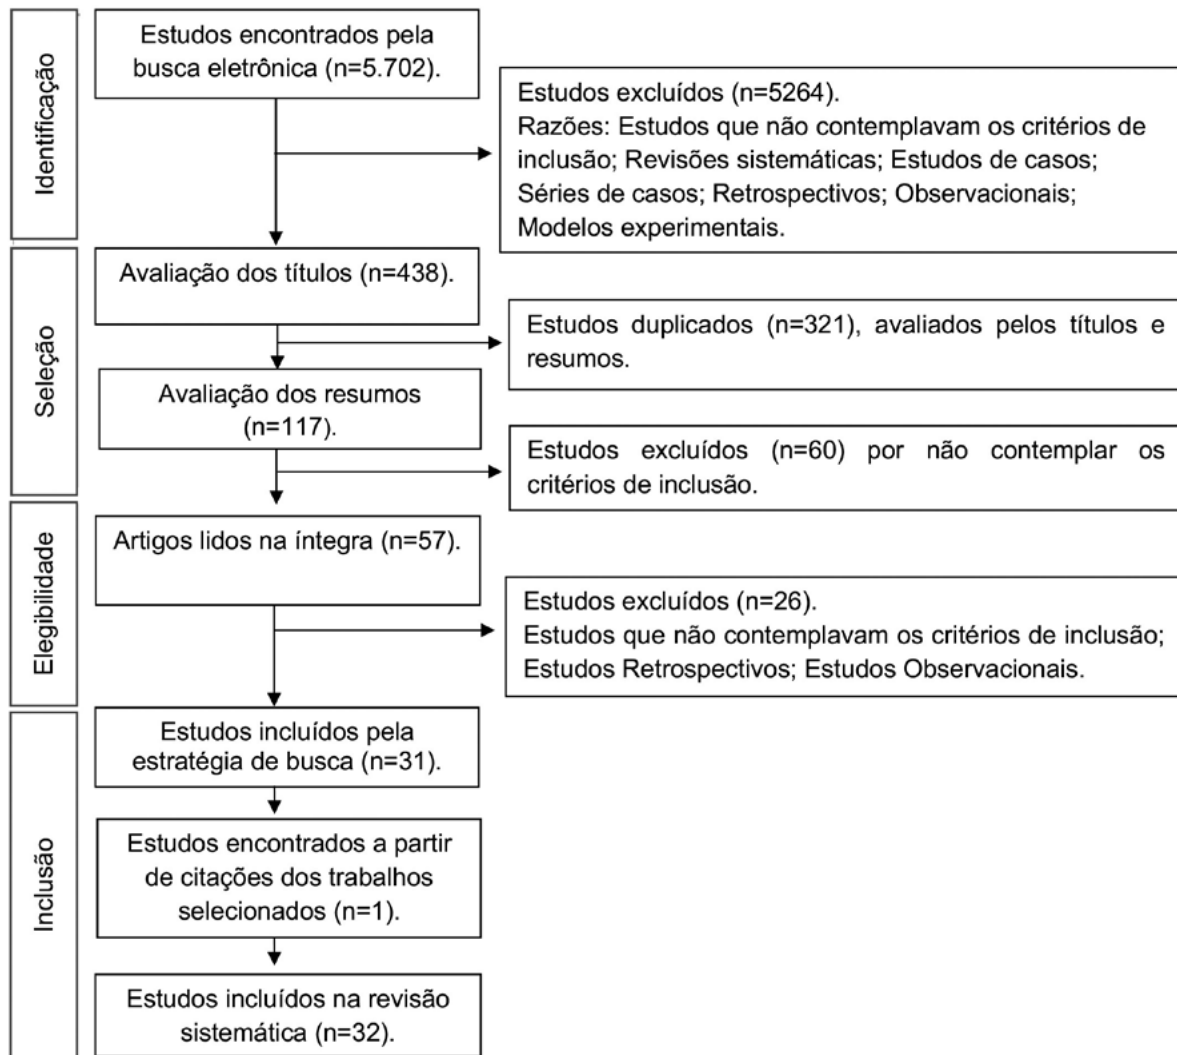 Identificação
Estudos encontrados pela
busca eletrônica (n=5.702).
Estudos excluídos (n=5264).
Razões: Estudos que não contemplavam os critérios de
inclusão; Revisões sistemáticas; Estudos de casos;
Séries de casos; Retrospectivos; Observacionais;
Modelos experimentais.
Seleção
Avaliação dos títulos (n=438).
Estudos duplicados (n=321), avaliados pelos títulos e
resumos.
Avaliação dos resumos
(n=117).
Estudos excluídos (n=60) por não contemplar os
critérios de inclusão.
Elegibilidade
Artigos lidos na íntegra (n=57).
Estudos excluídos (n=26).
Estudos que não contemplavam os critérios de inclusão;
Estudos Retrospectivos; Estudos Observacionais.
Inclusão
Estudos incluídos pela
estratégia de busca (n=31).
Estudos encontrados a partir
de citações dos trabalhos
selecionados (n=1).
Estudos incluídos na revisão
sistemática (n=32).